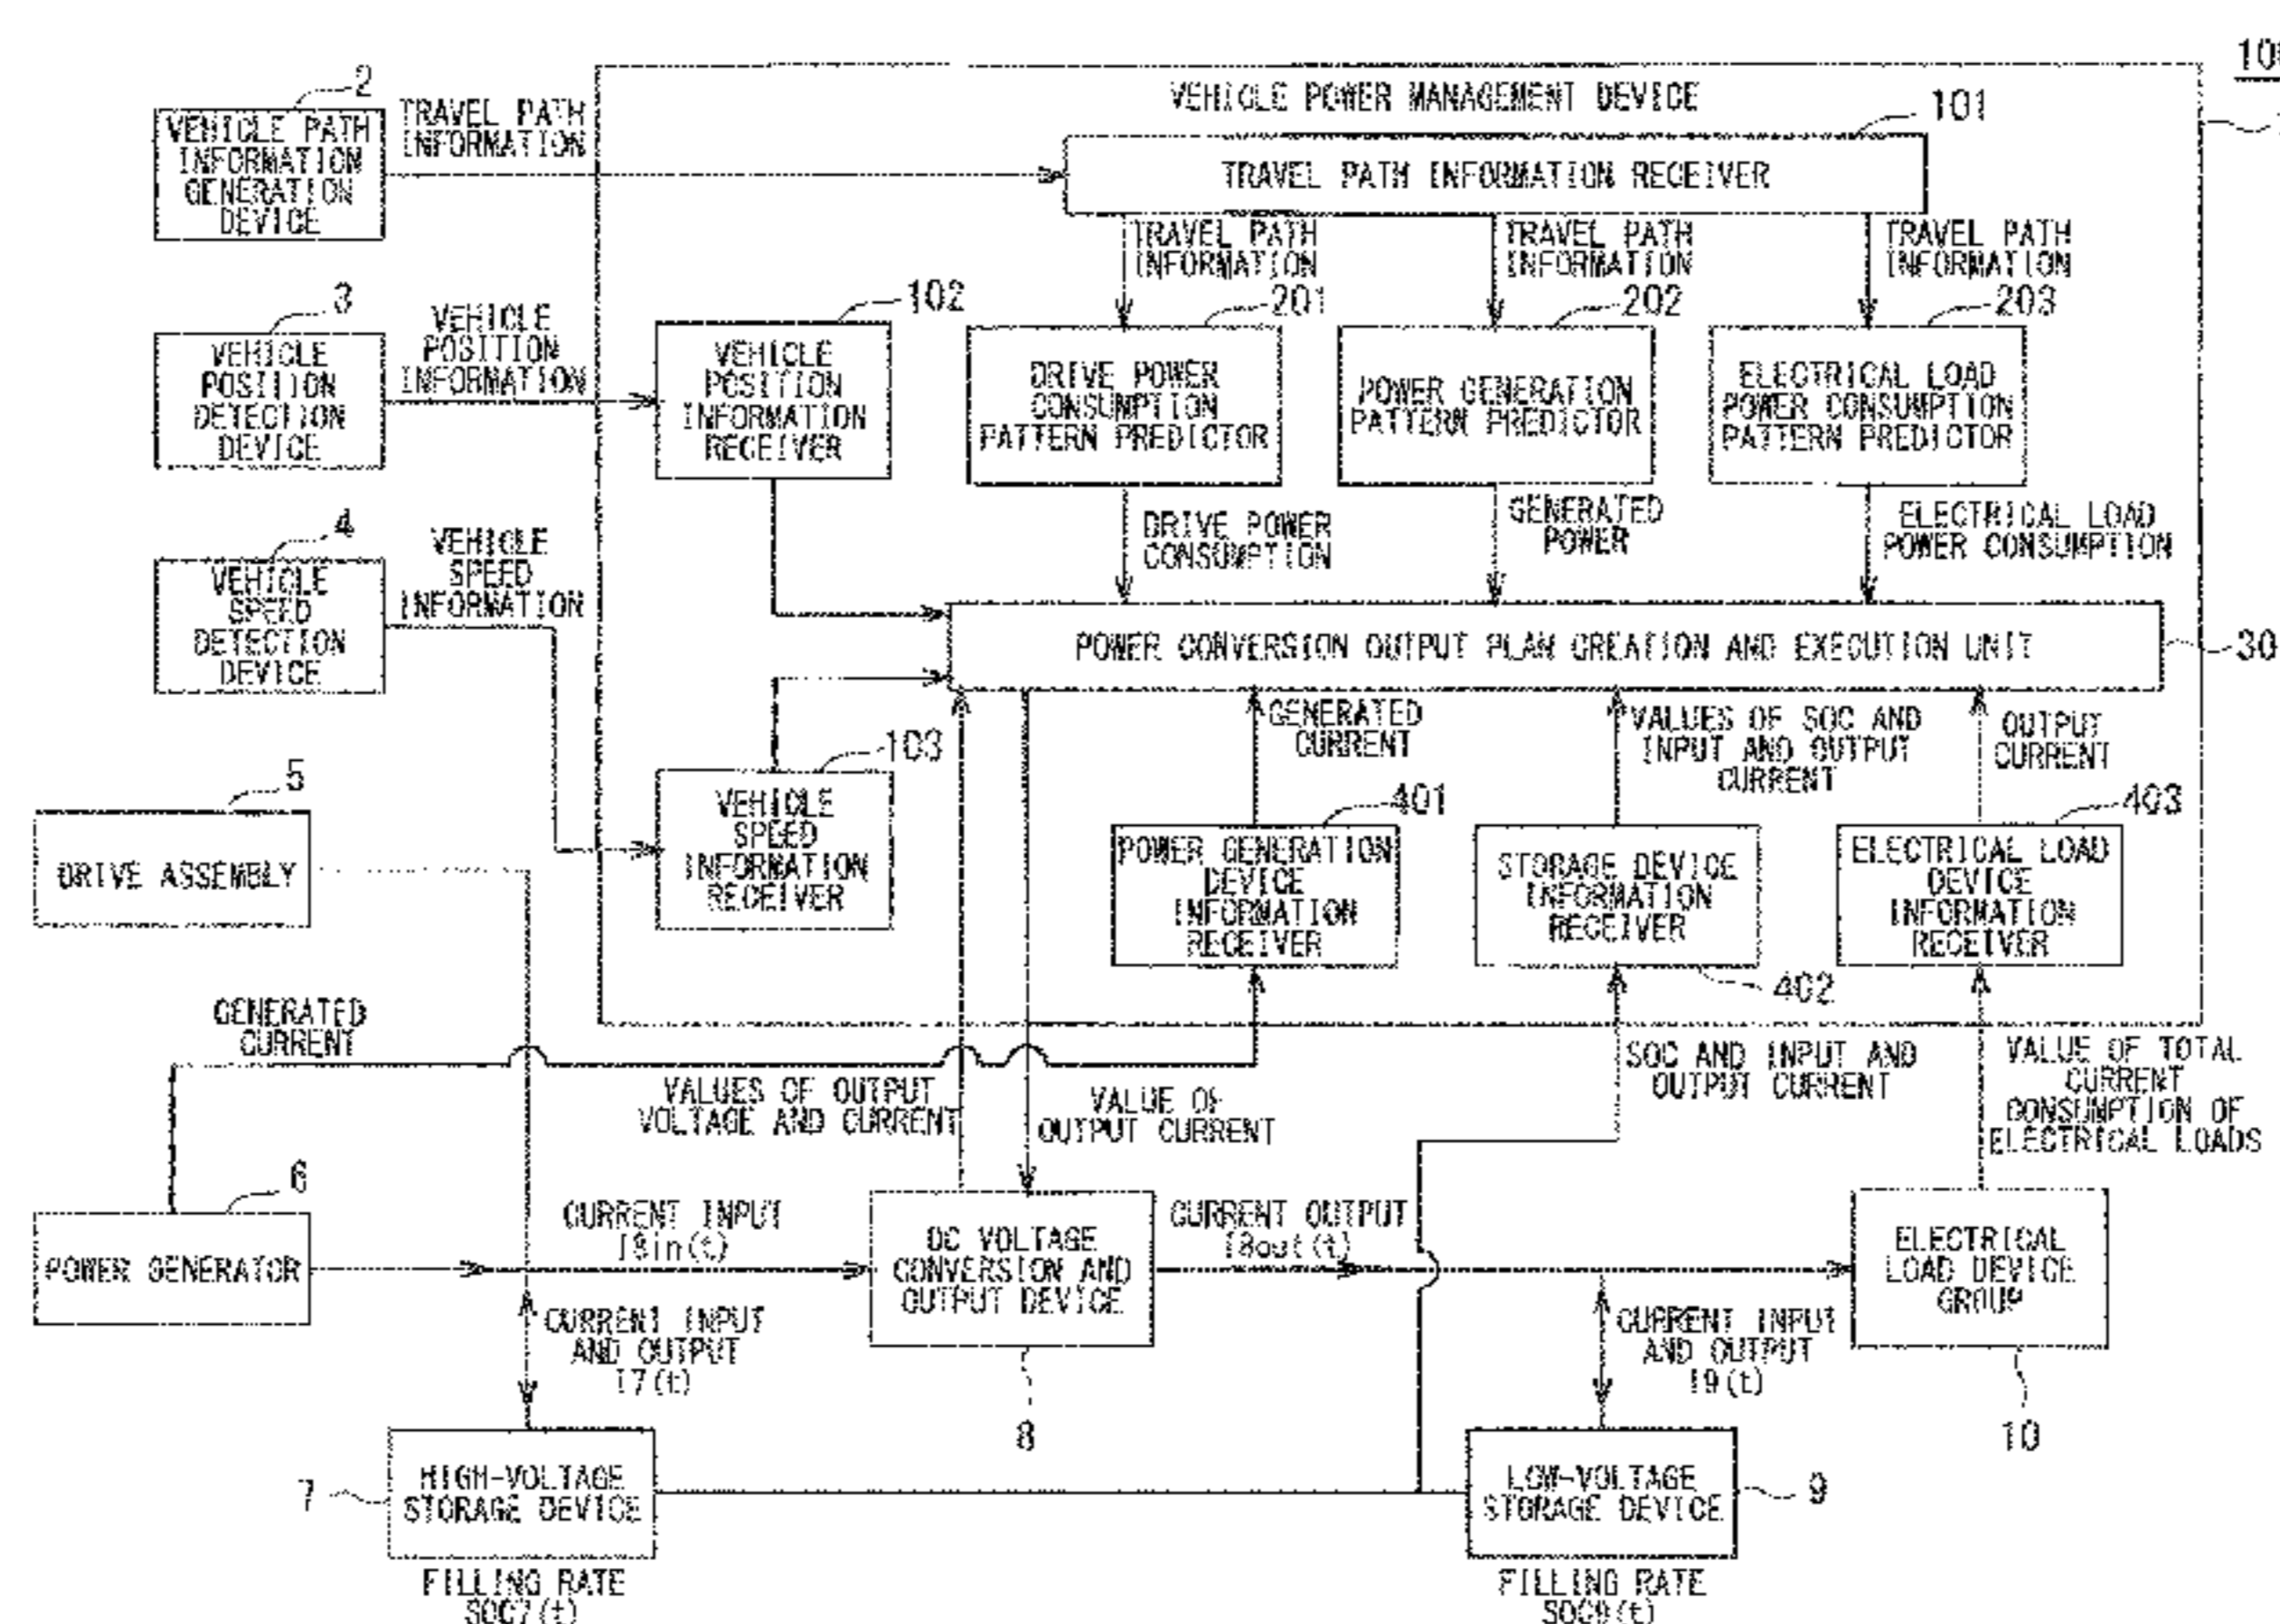 100
VEHICLE POWER MANAGEMENT DEVICE
1
2
VEHICLE PATH
INFORMATION
GENERATION
DEVICE
TRAVEL PATH
INFORMATION
101
TRAVEL PATH INFORMATION RECEIVER
TRAVEL PATH
INFORMATION
TRAVEL PATH
INFORMATION
TRAVEL PATH
INFORMATION
3
VEHICLE
POSITION
DETECTION
DEVICE
VEHICLE
POSITION
INFORMATION
102
VEHICLE
POSITION
INFORMATION
RECEIVER
201
DRIVE POWER
CONSUMPTION
PATTERN PREDICTOR
202
POWER GENERATION
PATTERN PREDICTOR
203
ELECTRICAL LOAD
POWER CONSUMPTION
PATTERN PREDICTOR
DRIVE POWER
CONSUMPTION
GENERATED
POWER
ELECTRICAL LOAD
POWER CONSUMPTION
4
VEHICLE
SPEED
DETECTION
DEVICE
VEHICLE
SPEED
INFORMATION
POWER CONVERSION OUTPUT PLAN CREATION AND EXECUTION UNIT
30
103
VEHICLE
SPEED
INFORMATION
RECEIVER
GENERATED
CURRENT
VALUES OF SOC AND
INPUT AND OUTPUT
CURRENT
OUTPUT
CURRENT
5
DRIVE ASSEMBLY
401
POWER GENERATION
DEVICE
INFORMATION
RECEIVER
STORAGE DEVICE
INFORMATION
RECEIVER
402
403
ELECTRICAL LOAD
DEVICE
INFORMATION
RECEIVER
GENERATED
CURRENT
VALUES OF OUTPUT
VOLTAGE AND CURRENT
VALUE OF
OUTPUT CURRENT
SOC AND INPUT AND
OUTPUT CURRENT
VALUE OF TOTAL
CURRENT
CONSUMPTION OF
ELECTRICAL LOADS
6
POWER GENERATOR
CURRENT INPUT
I8in(t)
DC VOLTAGE
CONVERSION AND
OUTPUT DEVICE
8
CURRENT OUTPUT
I8out(t)
ELECTRICAL
LOAD DEVICE
GROUP
10
CURRENT INPUT
AND OUTPUT
I7(t)
CURRENT INPUT
AND OUTPUT
I9(t)
7
HIGH-VOLTAGE
STORAGE DEVICE
FILLING RATE
SOC7(t)
LOW-VOLTAGE
STORAGE DEVICE
9
FILLING RATE
SOC9(t)